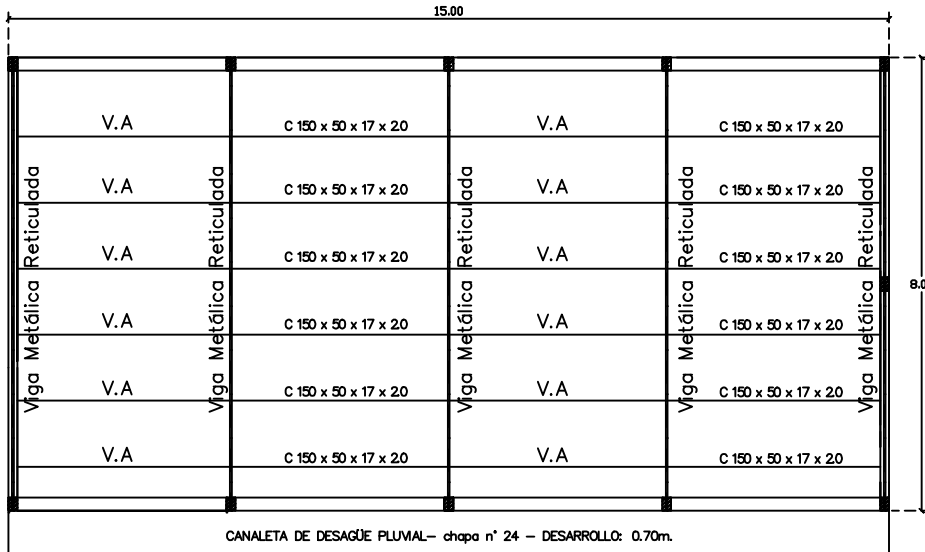 15.00
V.A C 150 x 50 x 17 x 2.0 V.A C 150 x 50 x 17 x 2.0
V.A C 150 x 50 x 17 x 2.0 V.A C 150 x 50 x 17 x 2.0
V.A C 150 x 50 x 17 x 2.0 V.A C 150 x 50 x 17 x 2.0
V.A C 150 x 50 x 17 x 2.0 V.A C 150 x 50 x 17 x 2.0
V.A C 150 x 50 x 17 x 2.0 V.A C 150 x 50 x 17 x 2.0
V.A C 150 x 50 x 17 x 2.0 V.A C 150 x 50 x 17 x 2.0
Viga Metálica Reticulada
Viga Metálica Reticulada
Viga Metálica Reticulada
Viga Metálica Reticulada
Viga Metálica Reticulada
CANALETA DE DESAGÜE PLUVIAL– chapa n° 24 – DESARROLLO: 0.70m.